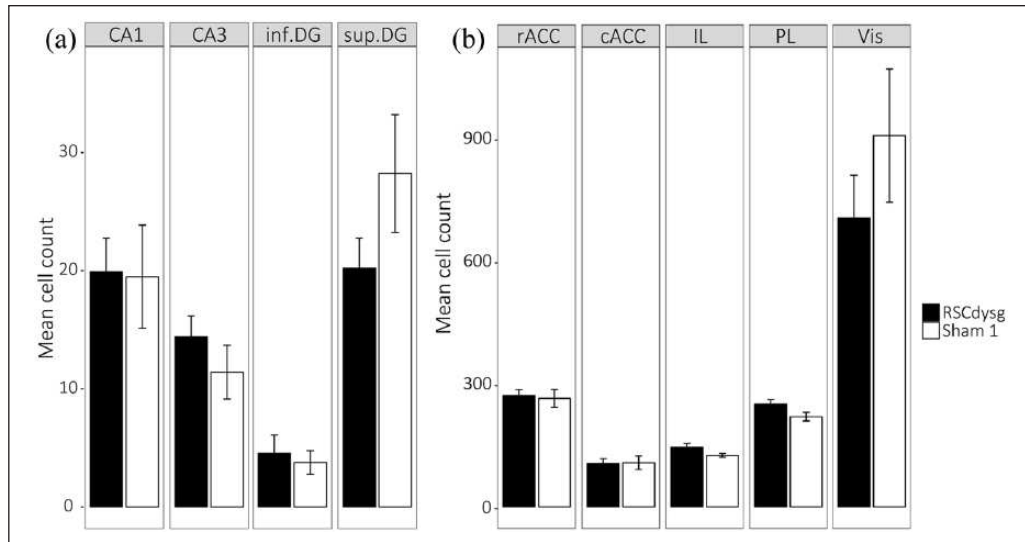 (a)
CA1 CA3 inf.DG sup.DG
Mean cell count
30
20
10
0
(b)
rACC cACC IL PL Vis
Mean cell count
900
600
300
0
RSCdysg
Sham 1